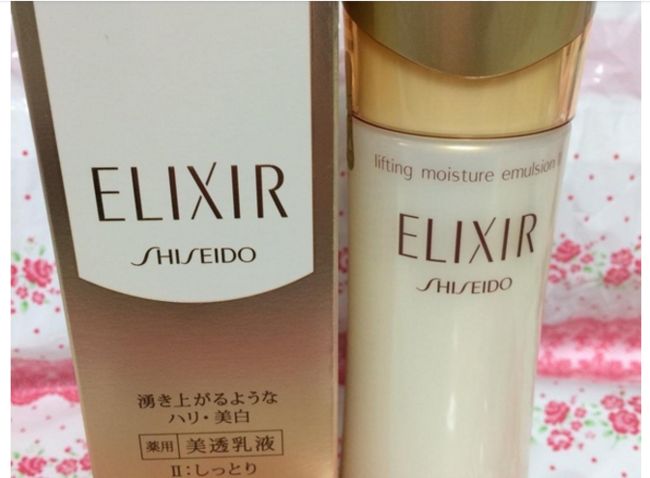 ELIXIR
SHISEIDO
湧き上がるような
ハリ・美白
薬用 美透乳液
II:しっとり
lifting moisture emulsion
ELIXIR
SHISEIDO